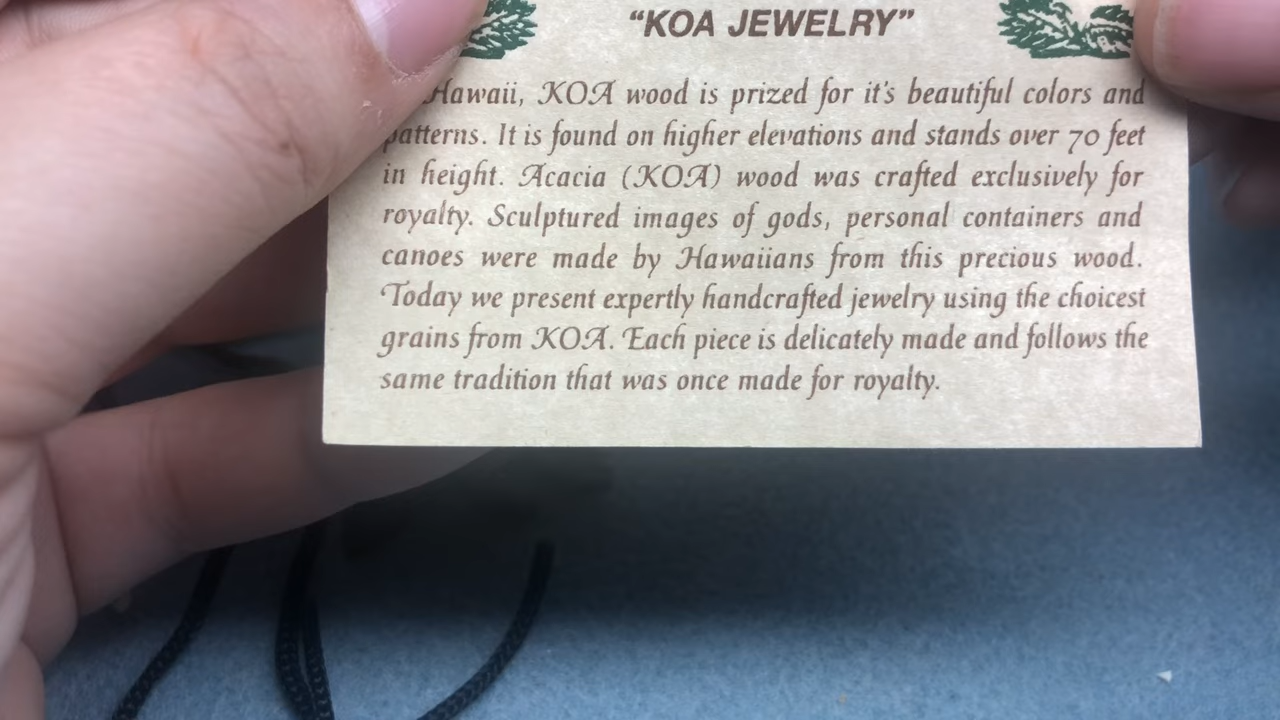 "KOA JEWELRY"
Hawaii, KOA wood is prized for it's beautiful colors and
patterns. It is found on higher elevations and stands over 70 feet
in height. Acacia (KOA) wood was crafted exclusively for
royalty. Sculptured images of gods, personal containers and
canoes were made by Hawaiians from this precious wood.
Today we present expertly handcrafted jewelry using the choicest
grains from KOA. Each piece is delicately made and follows the
same tradition that was once made for royalty.